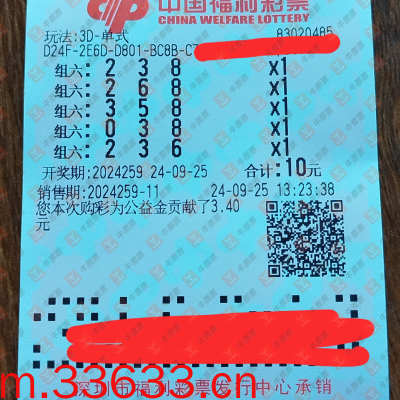 中国福利彩票
CHINA WELFARE LOTTERY
玩法:3D-单式 83020485
D24F-2E6D-D801-BC8B-C7
组六: 2 3 8 X1
组六: 2 6 8 X1
组六: 3 5 8 X1
组六: 0 3 8 X1
组六: 2 3 6 X1
开奖期:2024259 24-09-25 合计:10元
销售期:2024259-11 24-09-25 13:23:38
您本次购彩为公益金贡献了3.40
元
m.33633.cn
深圳市福利彩票发行中心承销